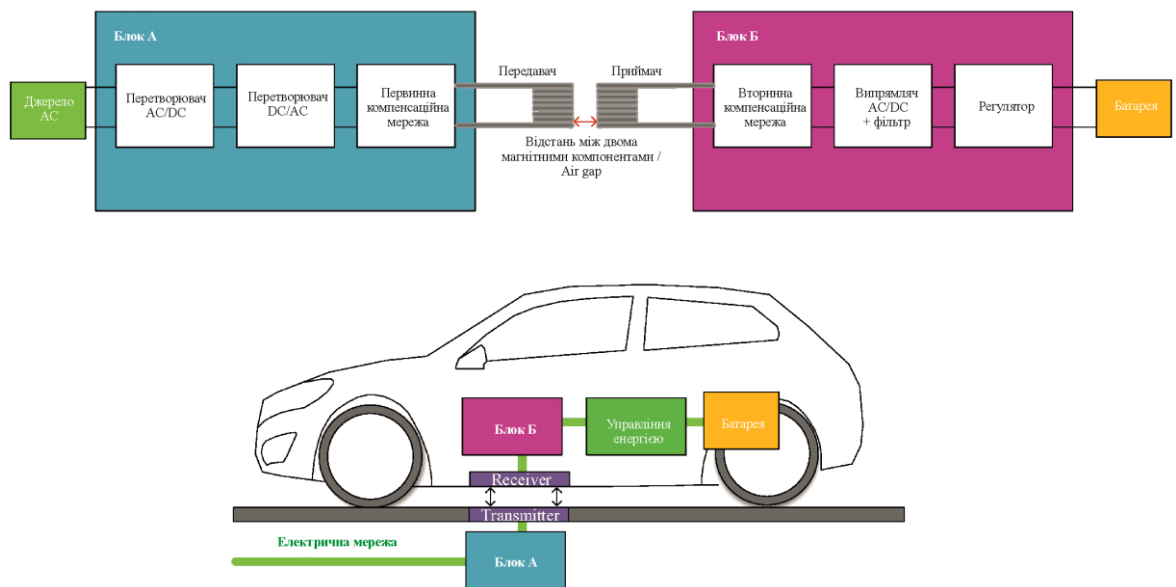 Блок А
Блок Б
Джерело
АС
Перетворювач
AC/DC
Перетворювач
DC/AC
Первинна
компенсаційна
мережа
Передавач
Приймач
Відстань між двома
магнітними компонентами /
Air gap
Вторинна
компенсаційна
мережа
Випрямляч
AC/DC
+ фільтр
Регулятор
Батарея
Блок Б
Управління
енергією
Батарея
Receiver
Transmitter
Електрична мережа
Блок А